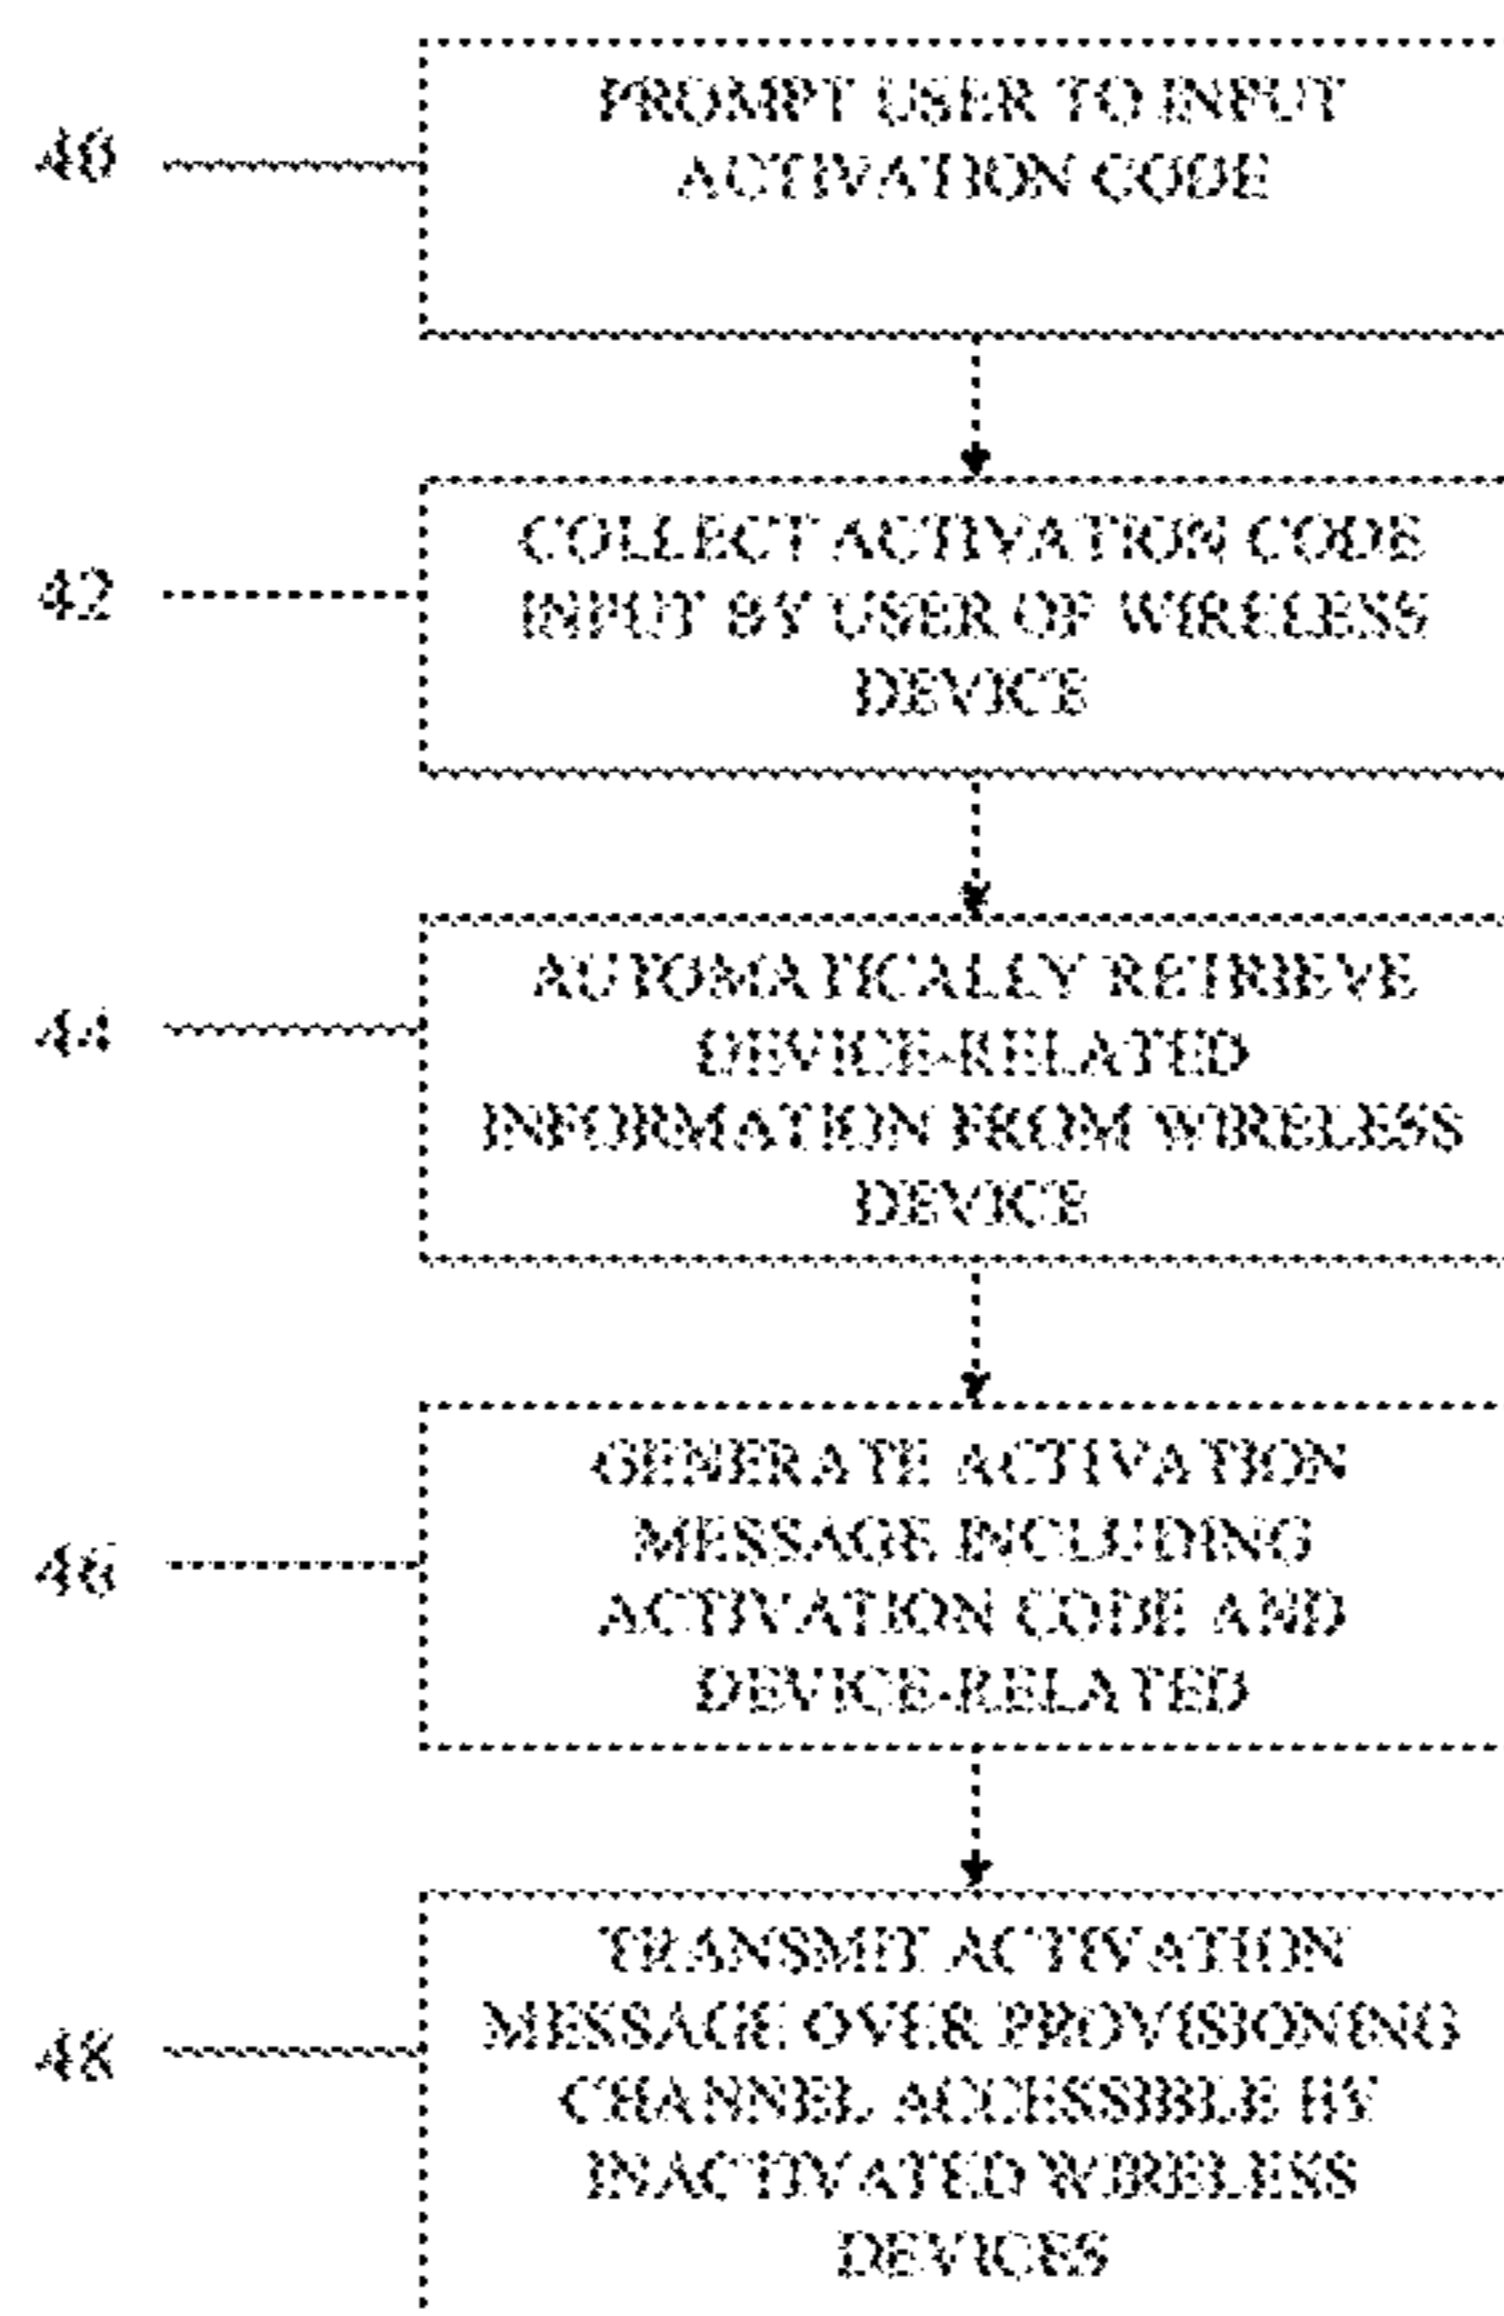 40
PROMPT USER TO INPUT
ACTIVATION CODE
42
COLLECT ACTIVATION CODE
INPUT BY USER OF WIRELESS
DEVICE
44
AUTOMATICALLY RETRIEVE
DEVICE-RELATED
INFORMATION FROM WIRELESS
DEVICE
46
GENERATE ACTIVATION
MESSAGE INCLUDING
ACTIVATION CODE AND
DEVICE-RELATED
48
TRANSMIT ACTIVATION
MESSAGE OVER PROVISIONING
CHANNEL ACCESSIBLE BY
INACTIVATED WIRELESS
DEVICES